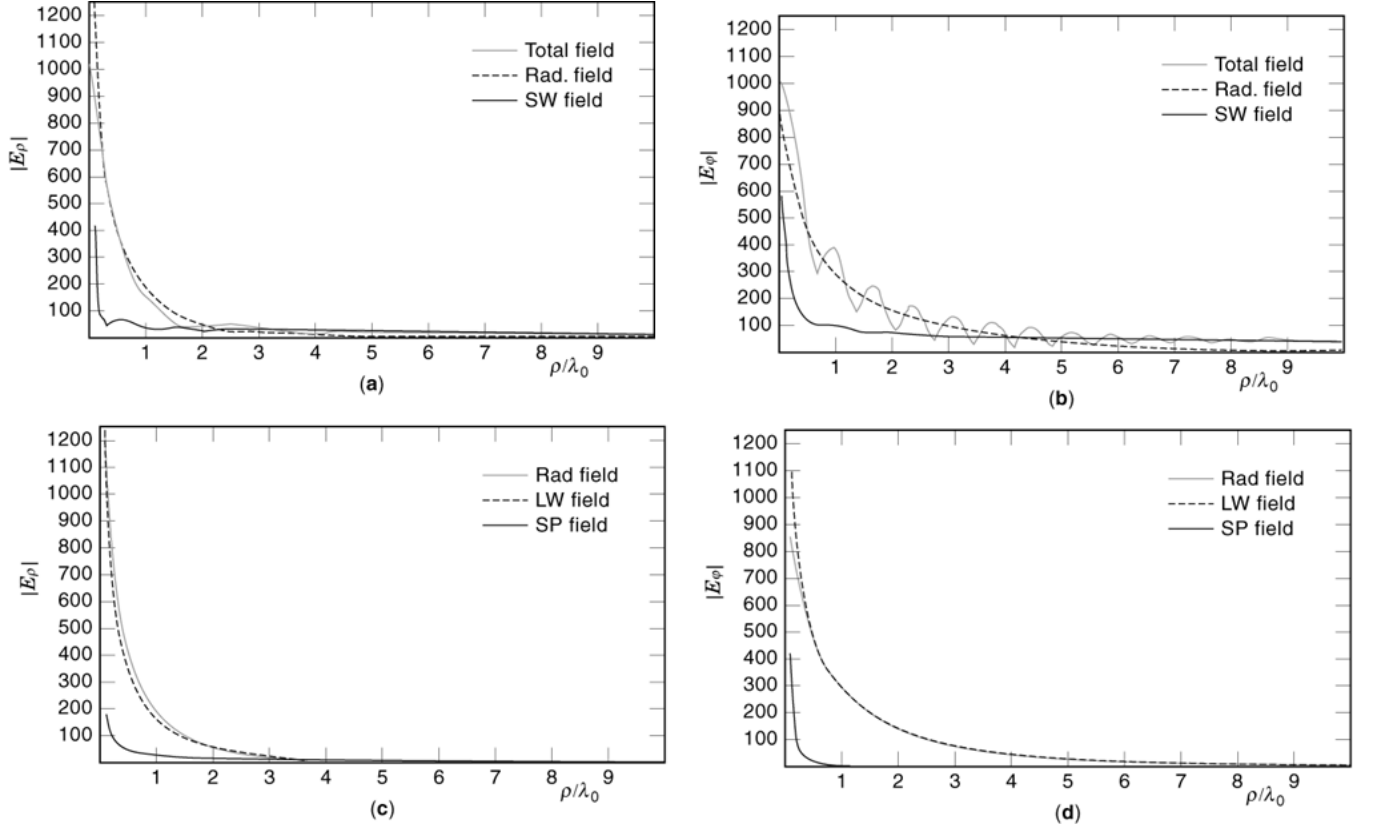 1200
1100
1000
900
800
700
600
500
400
300
200
100
|Eρ|
Total field
Rad. field
SW field
1 2 3 4 5 6 7 8 9
ρ/λ0
(a)
1200
1100
1000
900
800
700
600
500
400
300
200
100
|Eφ|
Total field
Rad. field
SW field
1 2 3 4 5 6 7 8 9
ρ/λ0
(b)
1200
1100
1000
900
800
700
600
500
400
300
200
100
|Eρ|
Rad field
LW field
SP field
1 2 3 4 5 6 7 8 9
ρ/λ0
(c)
1200
1100
1000
900
800
700
600
500
400
300
200
100
|Eφ|
Rad field
LW field
SP field
1 2 3 4 5 6 7 8 9
ρ/λ0
(d)